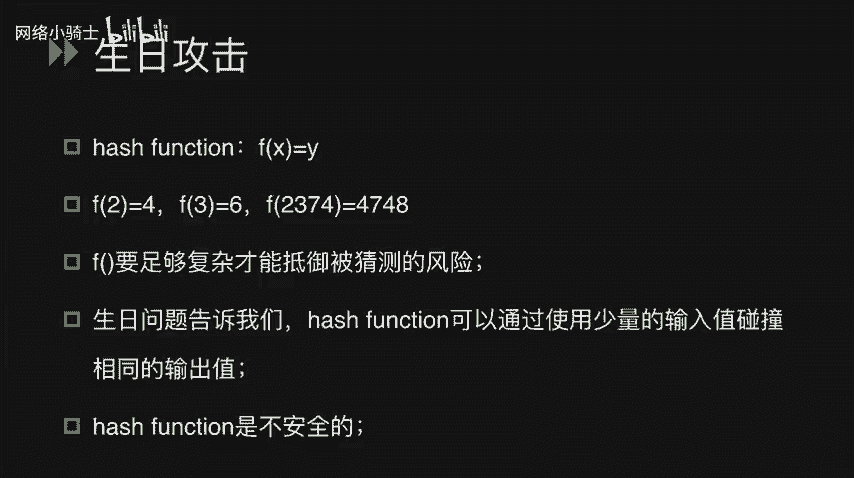 网络小骑士 bilibili
生日攻击
hash function：f(x)=y
f(2)=4，f(3)=6，f(2374)=4748
f()要足够复杂才能抵御被猜测的风险；
生日问题告诉我们，hash function可以通过使用少量的输入值碰撞
相同的输出值；
hash function是不安全的；